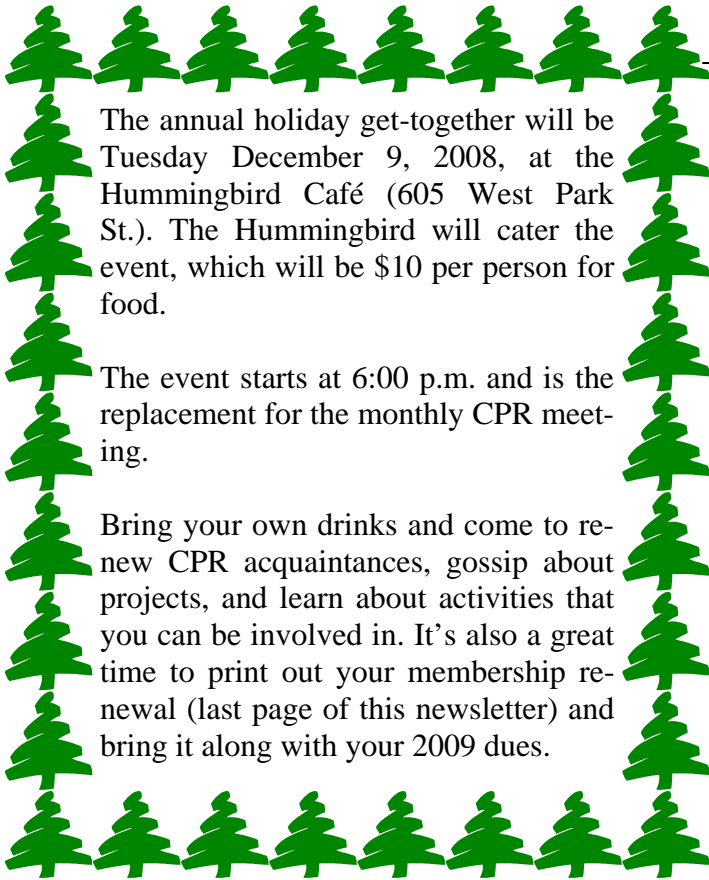 The annual holiday get-together will be
Tuesday December 9, 2008, at the
Hummingbird Café (605 West Park
St.). The Hummingbird will cater the
event, which will be $10 per person for
food.
The event starts at 6:00 p.m. and is the
replacement for the monthly CPR meet-
ing.
Bring your own drinks and come to re-
new CPR acquaintances, gossip about
projects, and learn about activities that
you can be involved in. It’s also a great
time to print out your membership re-
newal (last page of this newsletter) and
bring it along with your 2009 dues.